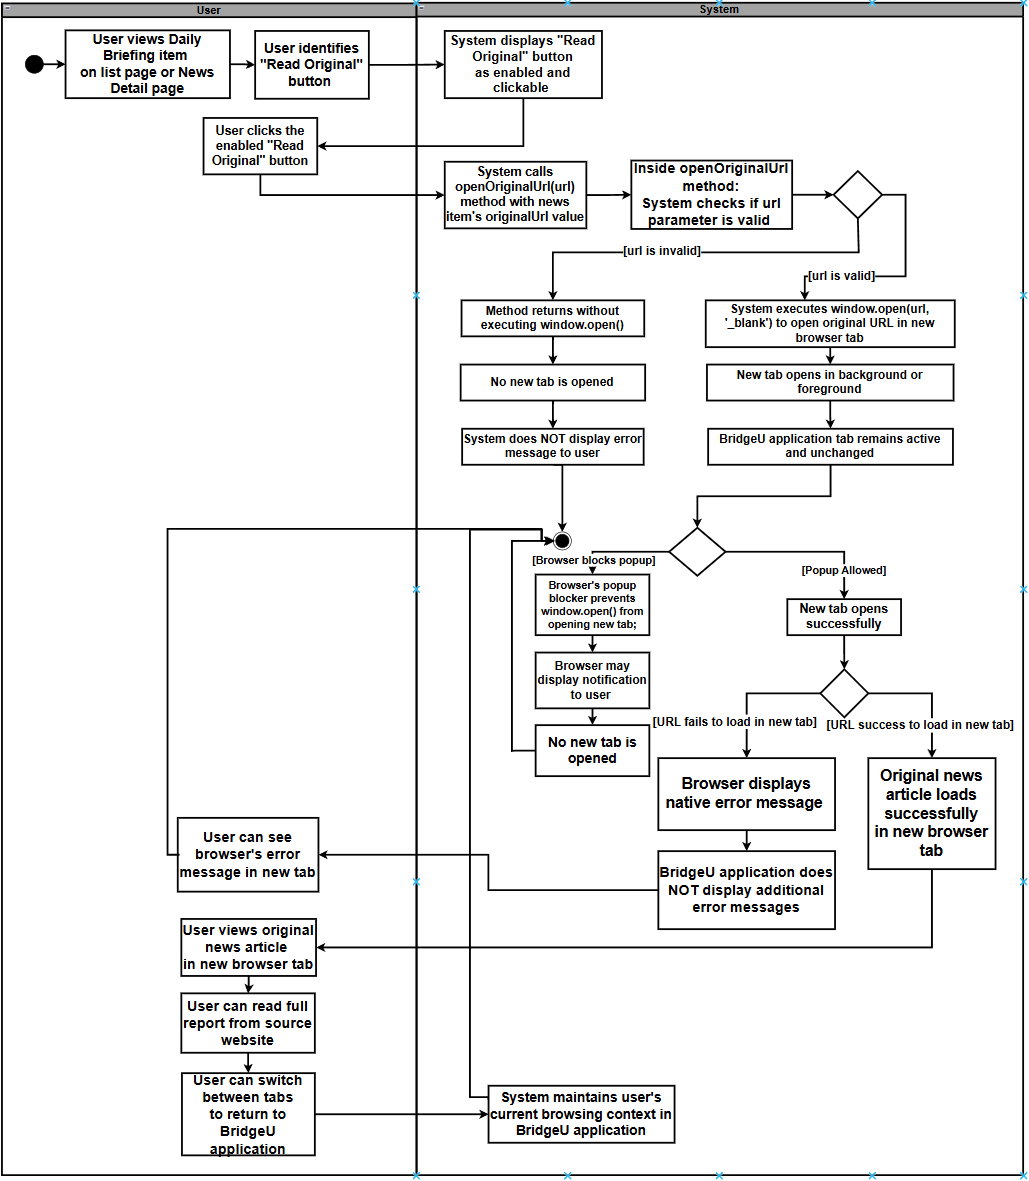 User
System
User views Daily
Briefing item
on list page or News
Detail page
User identifies
"Read Original"
button
System displays "Read
Original" button
as enabled and
clickable
User clicks the
enabled "Read
Original" button
System calls
openOriginalUrl(url)
method with news
item's originalUrl value
Inside openOriginalUrl
method:
System checks if url
parameter is valid
[url is invalid]
[url is valid]
Method returns without
executing window.open()
System executes window.open(url,
'_blank') to open original URL in new
browser tab
No new tab is opened
New tab opens in background or
foreground
System does NOT display error
message to user
BridgeU application tab remains active
and unchanged
[Browser blocks popup]
[Popup Allowed]
Browser's popup
blocker prevents
window.open() from
opening new tab;
New tab opens
successfully
Browser may
display notification
to user
[URL fails to load in new tab]
[URL success to load in new tab]
No new tab is
opened
Browser displays
native error message
Original news
article loads
successfully
in new browser
tab
User can see
browser's error
message in new tab
BridgeU application does
NOT display additional
error messages
User views original
news article
in new browser tab
User can read full
report from source
website
User can switch
between tabs
to return to
BridgeU
application
System maintains user's
current browsing context in
BridgeU application